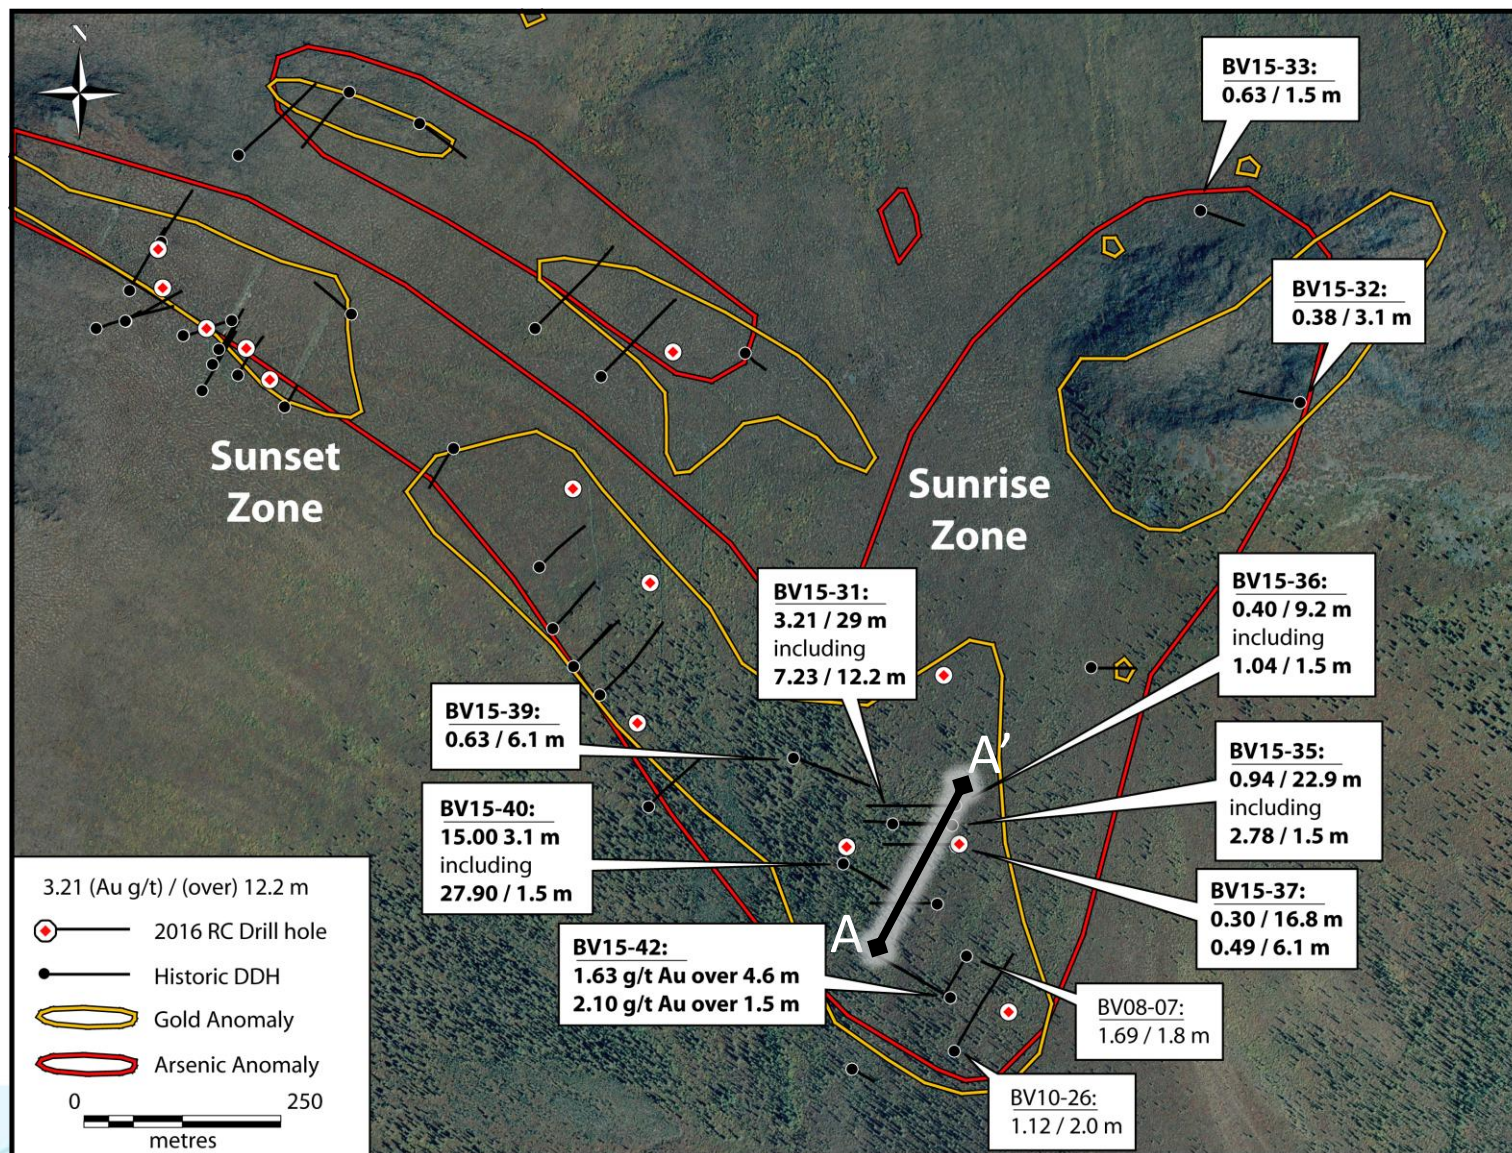 N
BV15-33:
0.63 / 1.5 m
BV15-32:
0.38 / 3.1 m
Sunset
Zone
Sunrise
Zone
BV15-31:
3.21 / 29 m
including
7.23 / 12.2 m
BV15-36:
0.40 / 9.2 m
including
1.04 / 1.5 m
BV15-39:
0.63 / 6.1 m
BV15-35:
0.94 / 22.9 m
including
2.78 / 1.5 m
A’
BV15-40:
15.00 3.1 m
including
27.90 / 1.5 m
BV15-37:
0.30 / 16.8 m
0.49 / 6.1 m
A
BV15-42:
1.63 g/t Au over 4.6 m
2.10 g/t Au over 1.5 m
BV08-07:
1.69 / 1.8 m
BV10-26:
1.12 / 2.0 m
3.21 (Au g/t) / (over) 12.2 m
2016 RC Drill hole
Historic DDH
Gold Anomaly
Arsenic Anomaly
0 250
metres